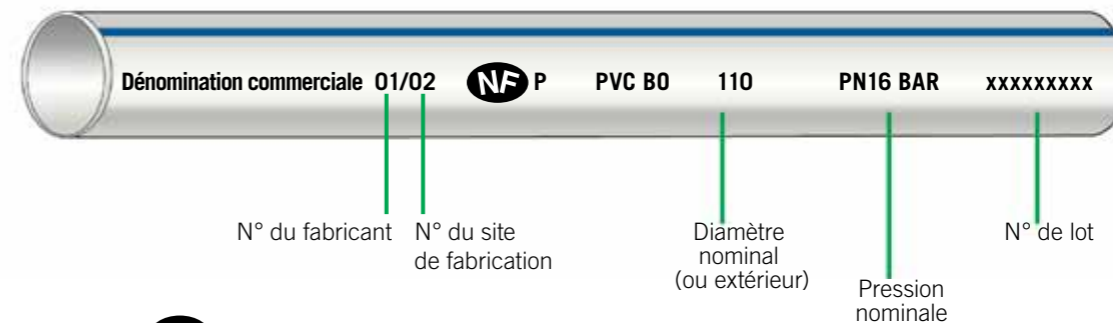 Dénomination commerciale 01/02 NF P PVC BO 110 PN16 BAR xxxxxxxxx
N° du fabricant
N° du site
de fabrication
Diamètre
nominal
(ou extérieur)
Pression
nominale
N° de lot